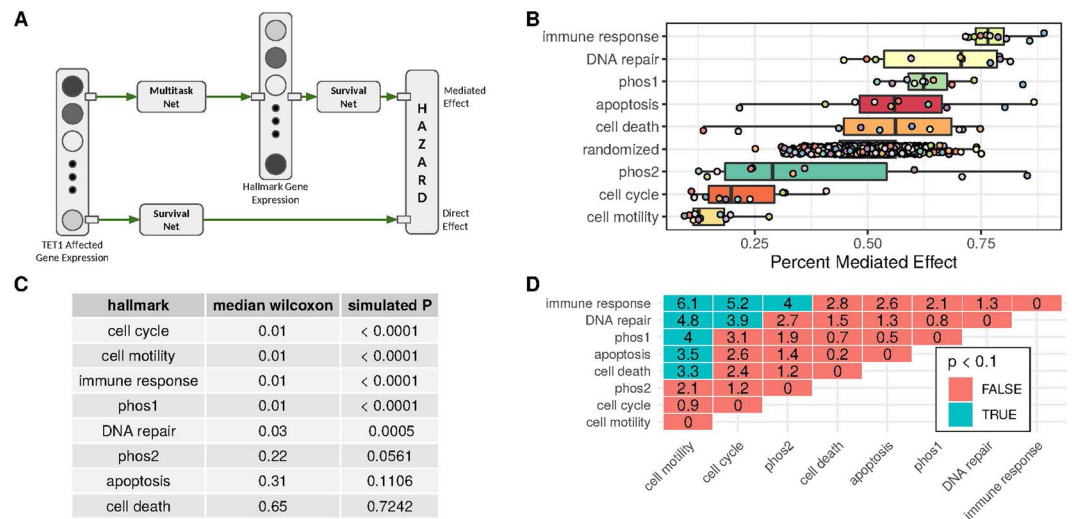 A
Multitask
Net
Survival
Net
H
A
Z
A
R
D
Mediated
Effect
Hallmark Gene
Expression
Survival
Net
Direct
Effect
TET1 Affected
Gene Expression
B
immune response
DNA repair
phos1
apoptosis
cell death
randomized
phos2
cell cycle
cell motility
0.25 0.50 0.75
Percent Mediated Effect
C
hallmark median wilcoxon simulated P
cell cycle 0.01 < 0.0001
cell motility 0.01 < 0.0001
immune response 0.01 < 0.0001
phos1 0.01 < 0.0001
DNA repair 0.03 0.0005
phos2 0.22 0.0561
apoptosis 0.31 0.1106
cell death 0.65 0.7242
D
immune response 6.1 5.2 4 2.8 2.6 2.1 1.3 0
DNA repair 4.8 3.9 2.7 1.5 1.3 0.8 0
phos1 4 3.1 1.9 0.7 0.5 0
apoptosis 3.5 2.6 1.4 0.2 0
cell death 3.3 2.4 1.2 0
phos2 2.1 1.2 0
cell cycle 0.9 0
cell motility 0
p < 0.1
FALSE
TRUE
cell motility cell cycle phos2 cell death apoptosis phos1 DNA repair immune response